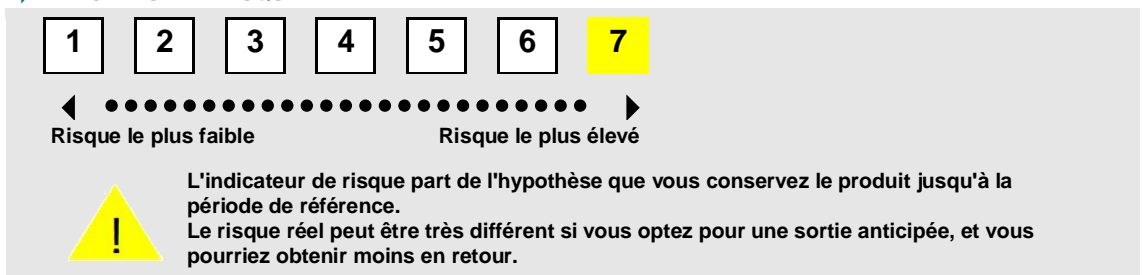 1 2 3 4 5 6 7
Risque le plus faible Risque le plus élevé
L'indicateur de risque part de l'hypothèse que vous conservez le produit jusqu'à la
période de référence.
! Le risque réel peut être très différent si vous optez pour une sortie anticipée, et vous
pourriez obtenir moins en retour.